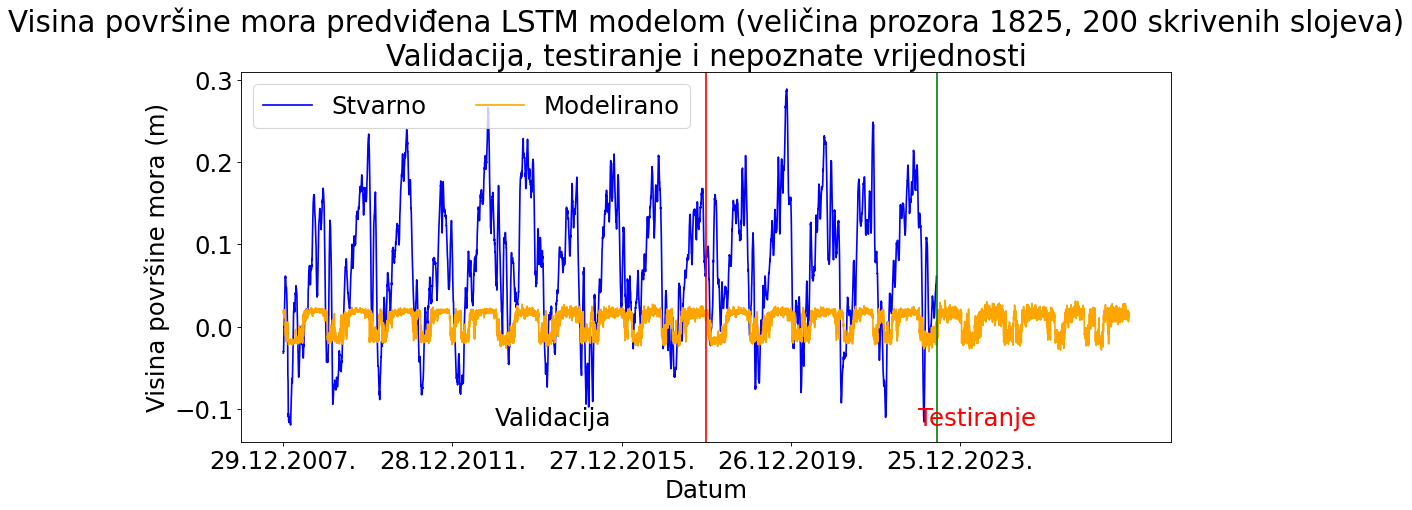 Visina površine mora predviđena LSTM modelom (veličina prozora 1825, 200 skrivenih slojeva)
Validacija, testiranje i nepoznate vrijednosti
Stvarno Modelirano
Visina površine mora (m)
0.3
0.2
0.1
0.0
−0.1
Validacija Testiranje
29.12.2007. 28.12.2011. 27.12.2015. 26.12.2019. 25.12.2023.
Datum